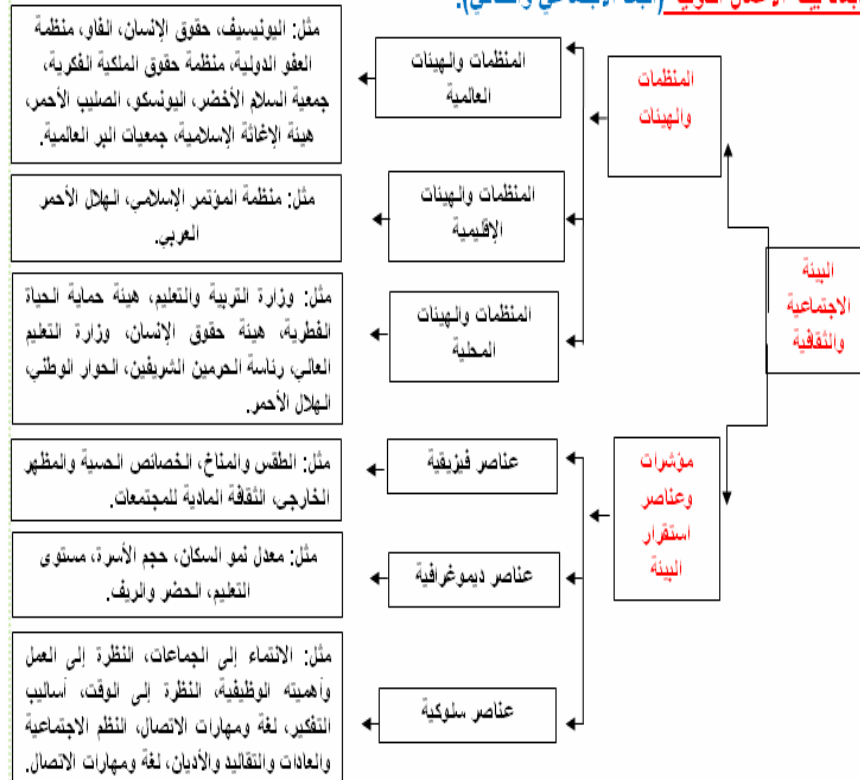 بيئة الأعمال الدولية (البعد الاجتماعي والثقافي):
البيئة
الاجتماعية
والثقافية
المنظمات
والهيئات
المنظمات والهيئات
العالمية
مثل: اليونيسيف، حقوق الإنسان، الفاو، منظمة
العفو الدولية، منظمة حقوق الملكية الفكرية،
جمعية السلام الأخضر، اليونسكو، الصليب الأحمر،
هيئة الإغاثة الإسلامية، جمعيات البر العالمية.
المنظمات والهيئات
الإقليمية
مثل: منظمة المؤتمر الإسلامي، الهلال الأحمر
العربي.
المنظمات والهيئات
المحلية
مثل: وزارة التربية والتعليم، هيئة حماية الحياة
الفطرية، هيئة حقوق الإنسان، وزارة التعليم
العالي، رئاسة الحرمين الشريفين، الحوار الوطني،
الهلال الأحمر.
مؤشرات
وعناصر
استقرار
البيئة
عناصر فيزيقية
مثل: الطقس والمناخ، الخصائص الحسية والمظهر
الخارجي، الثقافة المادية للمجتمعات.
عناصر ديموغرافية
مثل: معدل نمو السكان، حجم الأسرة، مستوى
التعليم، الحضر والريف.
عناصر سلوكية
مثل: الانتماء إلى الجماعات، النظرة إلى العمل
وأهميته الوظيفية، النظرة إلى الوقت، أساليب
التفكير، لغة ومهارات الاتصال، النظم الاجتماعية
والعادات والتقاليد والأديان، لغة ومهارات الاتصال.